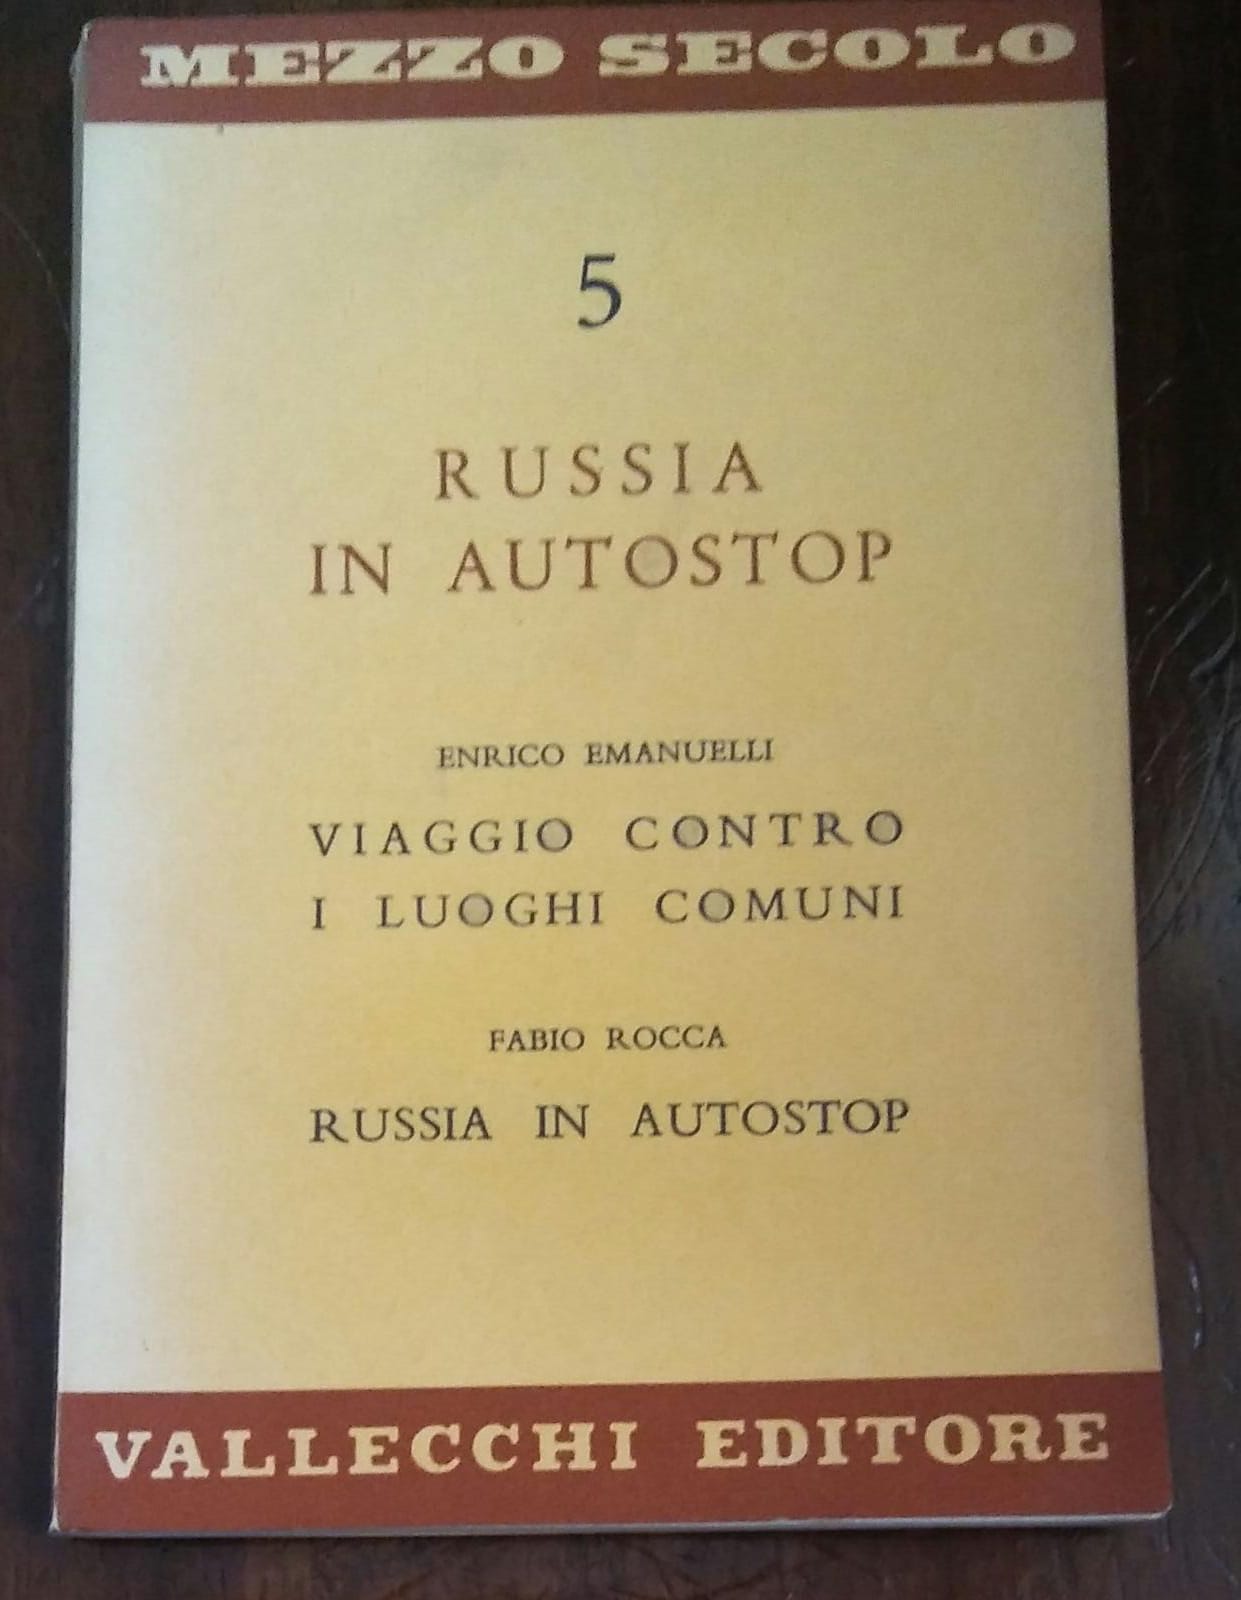 MEZZO SECOLO
5
RUSSIA
IN AUTOSTOP
ENRICO EMANUELLI
VIAGGIO CONTRO
I LUOGHI COMUNI
FABIO ROCCA
RUSSIA IN AUTOSTOP
VALLECCHI EDITORE